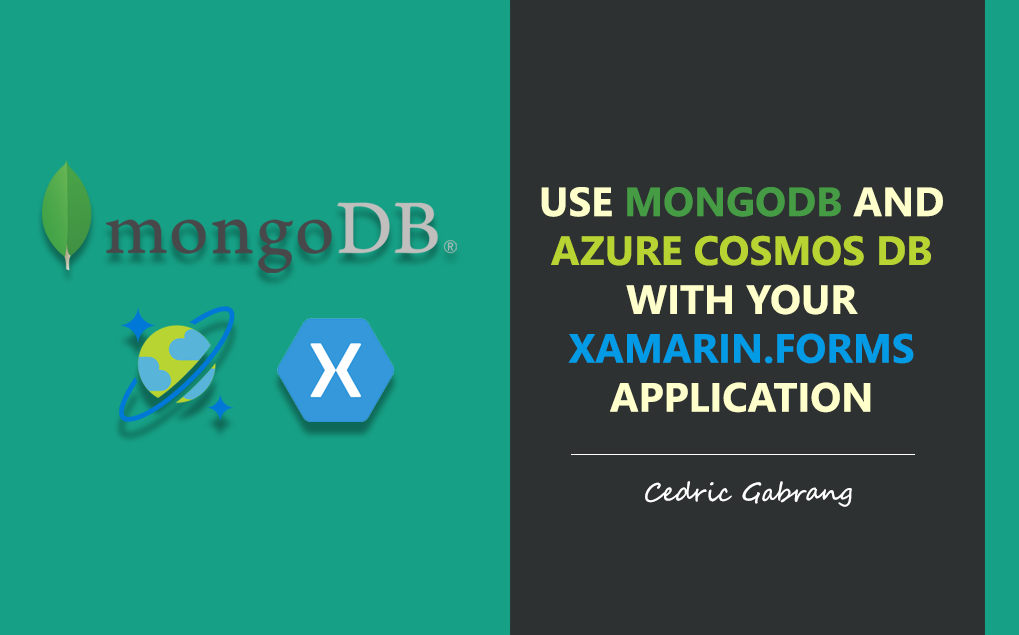 mongoDB®
X
USE MONGODB AND
AZURE COSMOS DB
WITH YOUR
XAMARIN.FORMS
APPLICATION
Cedric Gabrang